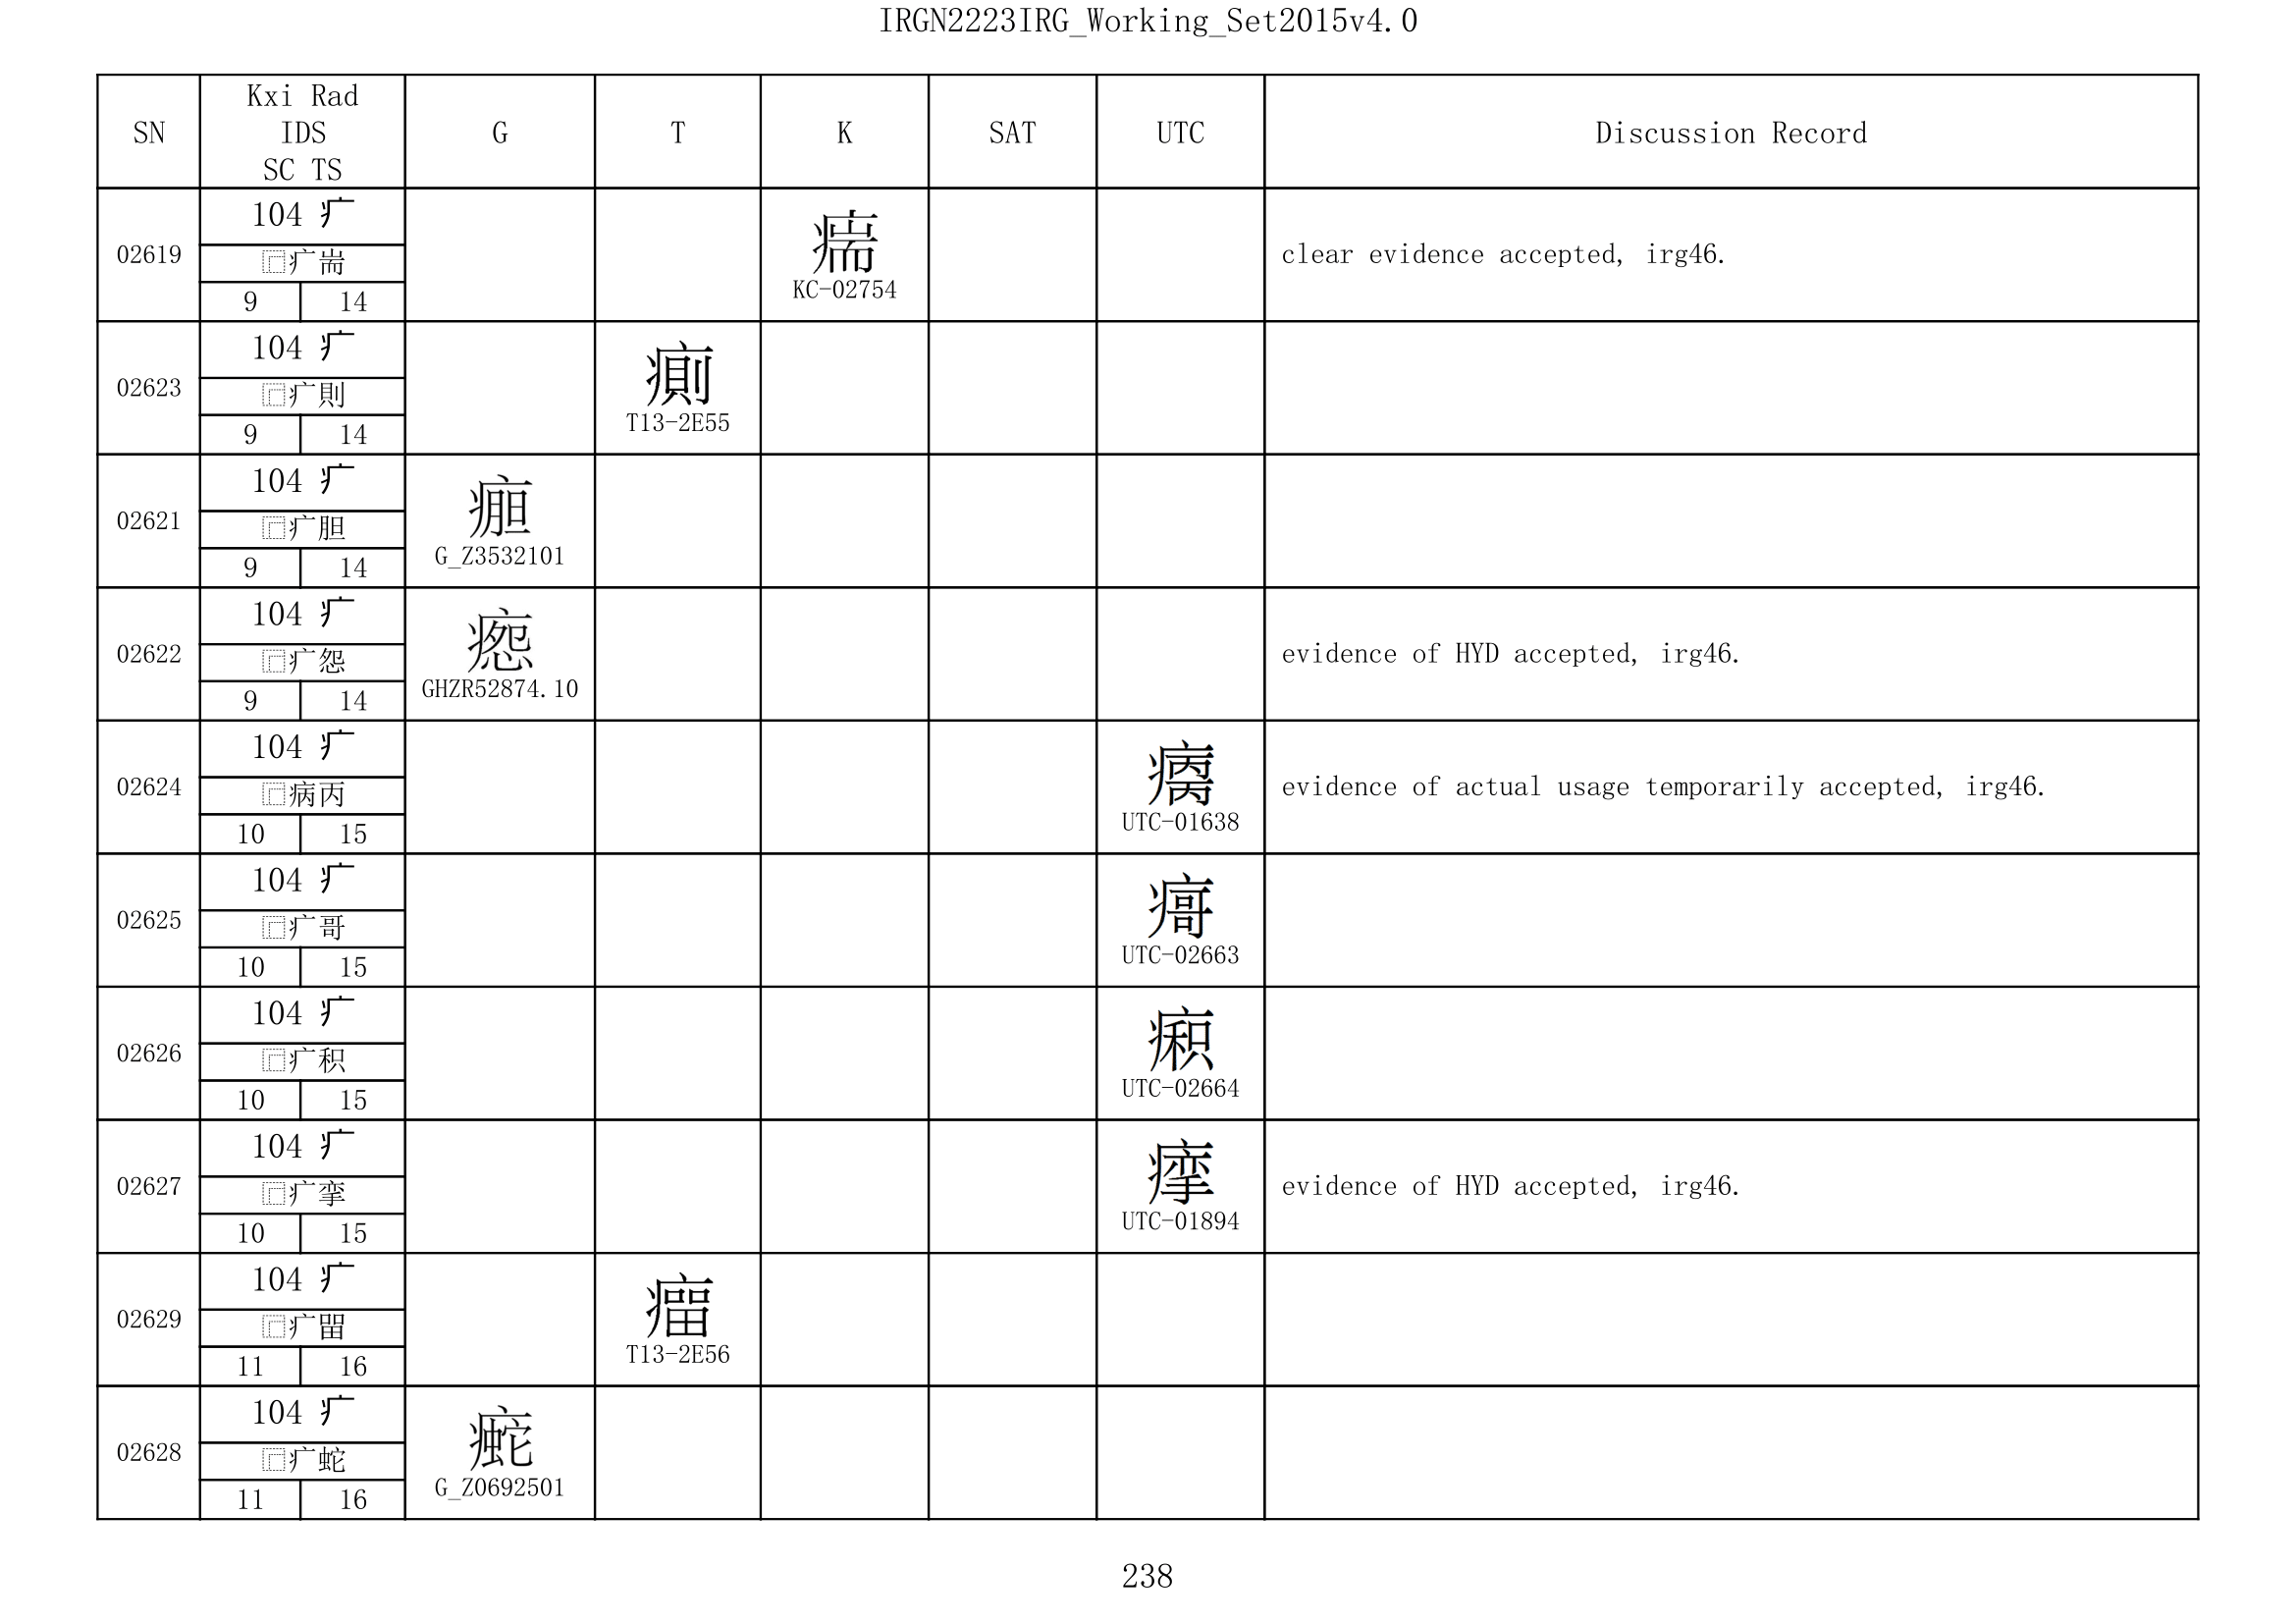 IRGN2223IRG_Working_Set2015v4.0
SN
Kxi Rad
IDS
SC TS
G
T
K
SAT
UTC
Discussion Record
02619
104 疒
⿸疒耑
9 14
KC-02754
clear evidence accepted, irg46.
02623
104 疒
⿸疒則
9 14
T13-2E55
02621
104 疒
⿸疒胆
9 14
G_Z3532101
02622
104 疒
⿸疒怨
9 14
GHZR52874.10
evidence of HYD accepted, irg46.
02624
104 疒
⿸病丙
10 15
UTC-01638
evidence of actual usage temporarily accepted, irg46.
02625
104 疒
⿸疒哥
10 15
UTC-02663
02626
104 疒
⿸疒积
10 15
UTC-02664
02627
104 疒
⿸疒挛
10 15
UTC-01894
evidence of HYD accepted, irg46.
02629
104 疒
⿸疒畱
11 16
T13-2E56
02628
104 疒
⿸疒蛇
11 16
G_Z0692501
238